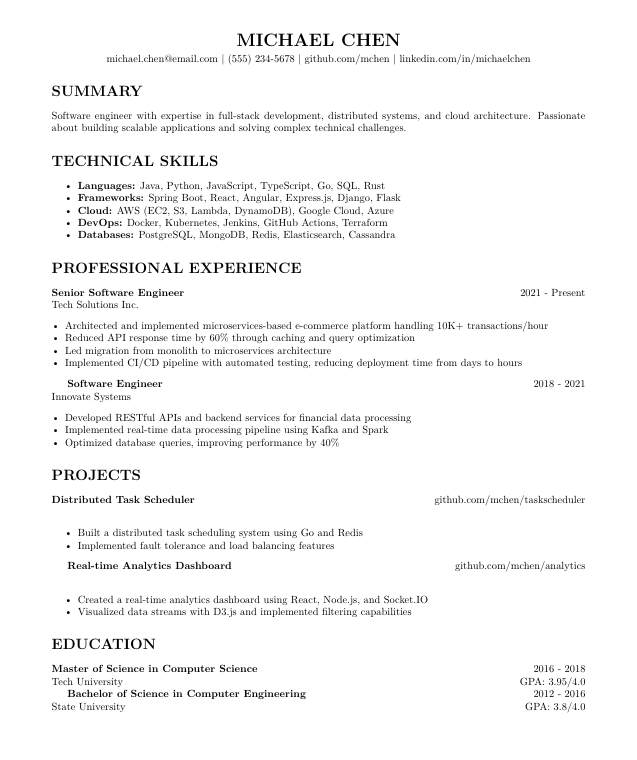 MICHAEL CHEN
michael.chen@email.com | (555) 234-5678 | github.com/mchen | linkedin.com/in/michaelchen
SUMMARY
Software engineer with expertise in full-stack development, distributed systems, and cloud architecture. Passionate
about building scalable applications and solving complex technical challenges.
TECHNICAL SKILLS
• Languages: Java, Python, JavaScript, TypeScript, Go, SQL, Rust
• Frameworks: Spring Boot, React, Angular, Express.js, Django, Flask
• Cloud: AWS (EC2, S3, Lambda, DynamoDB), Google Cloud, Azure
• DevOps: Docker, Kubernetes, Jenkins, GitHub Actions, Terraform
• Databases: PostgreSQL, MongoDB, Redis, Elasticsearch, Cassandra
PROFESSIONAL EXPERIENCE
Senior Software Engineer 2021 - Present
Tech Solutions Inc.
• Architected and implemented microservices-based e-commerce platform handling 10K+ transactions/hour
• Reduced API response time by 60% through caching and query optimization
• Led migration from monolith to microservices architecture
• Implemented CI/CD pipeline with automated testing, reducing deployment time from days to hours
Software Engineer 2018 - 2021
Innovate Systems
• Developed RESTful APIs and backend services for financial data processing
• Implemented real-time data processing pipeline using Kafka and Spark
• Optimized database queries, improving performance by 40%
PROJECTS
Distributed Task Scheduler github.com/mchen/taskscheduler
• Built a distributed task scheduling system using Go and Redis
• Implemented fault tolerance and load balancing features
Real-time Analytics Dashboard github.com/mchen/analytics
• Created a real-time analytics dashboard using React, Node.js, and Socket.IO
• Visualized data streams with D3.js and implemented filtering capabilities
EDUCATION
Master of Science in Computer Science 2016 - 2018
Tech University GPA: 3.95/4.0
Bachelor of Science in Computer Engineering 2012 - 2016
State University GPA: 3.8/4.0